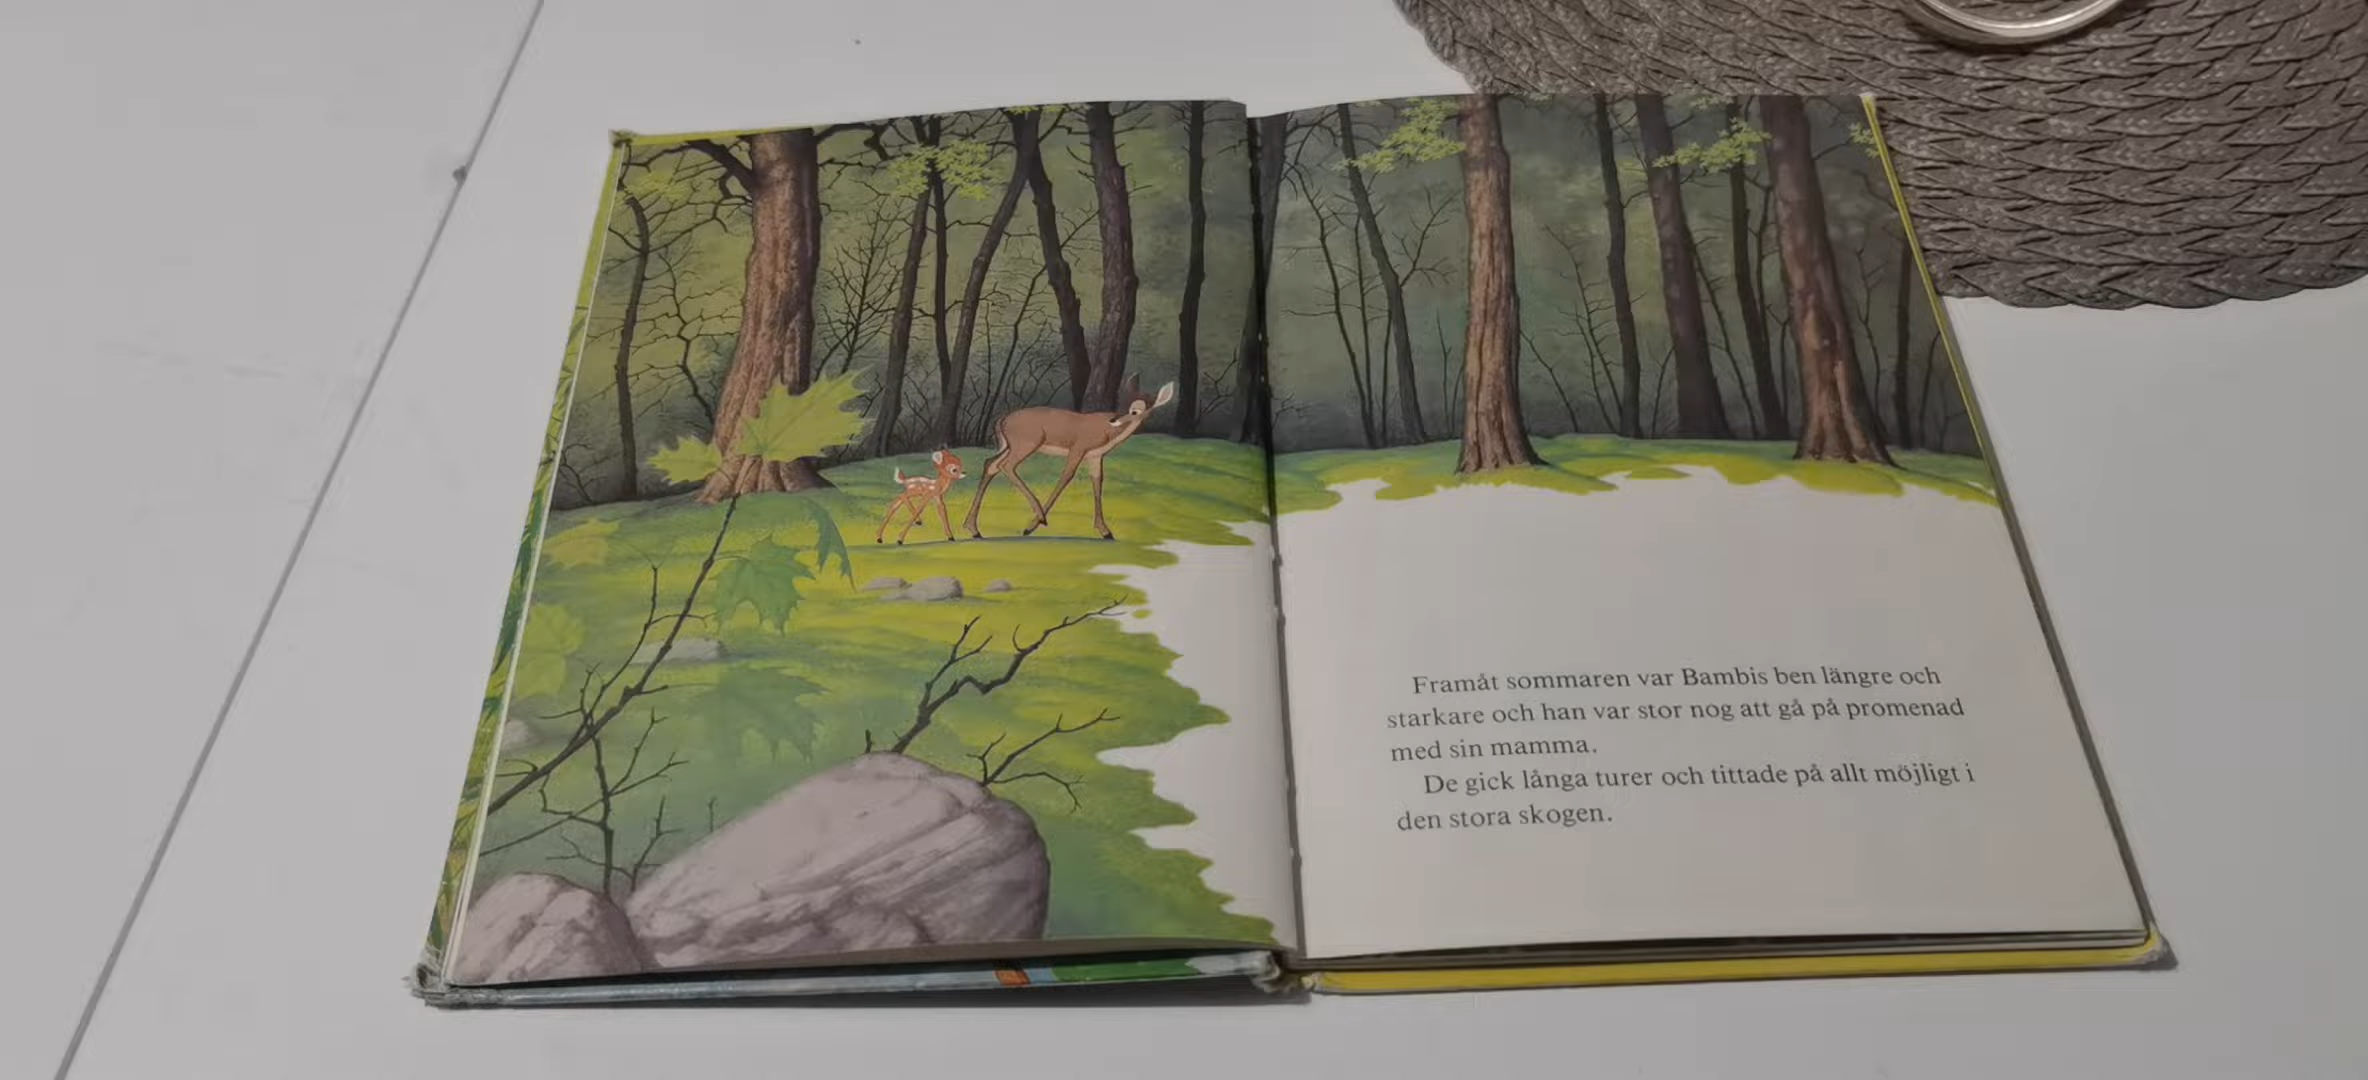 Framåt sommaren var Bambis ben längre och
starkare och han var stor nog att gå på promenad
med sin mamma.
De gick långa turer och tittade på allt möjligt i
den stora skogen.